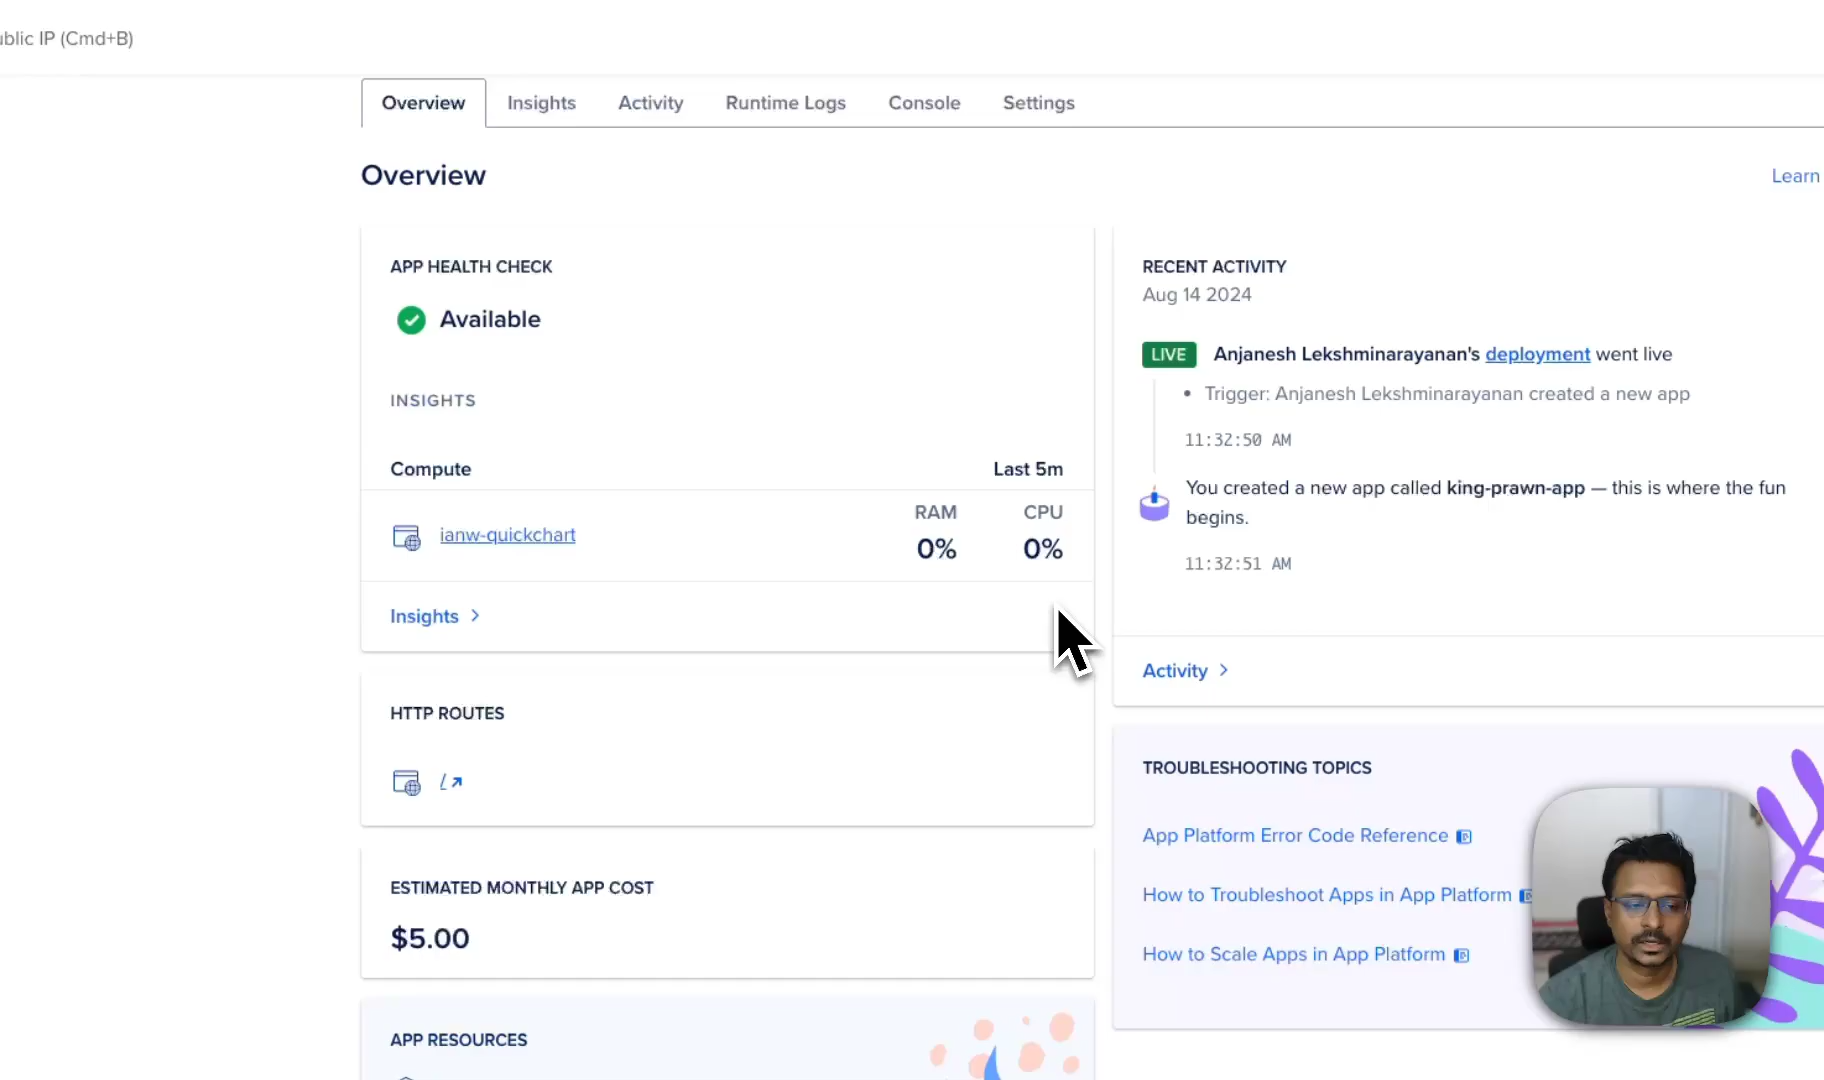 ublic IP (Cmd+B)
Overview
Insights
Activity
Runtime Logs
Console
Settings
Overview
Learn
APP HEALTH CHECK
Available
INSIGHTS
Compute
Last 5m
ianw-quickchart
RAM
0%
CPU
0%
Insights
HTTP ROUTES
/
ESTIMATED MONTHLY APP COST
$5.00
APP RESOURCES
RECENT ACTIVITY
Aug 14 2024
LIVE Anjanesh Lekshminarayanan's deployment went live
• Trigger: Anjanesh Lekshminarayanan created a new app
11:32:50 AM
You created a new app called king-prawn-app — this is where the fun
begins.
11:32:51 AM
Activity
TROUBLESHOOTING TOPICS
App Platform Error Code Reference
How to Troubleshoot Apps in App Platform
How to Scale Apps in App Platform